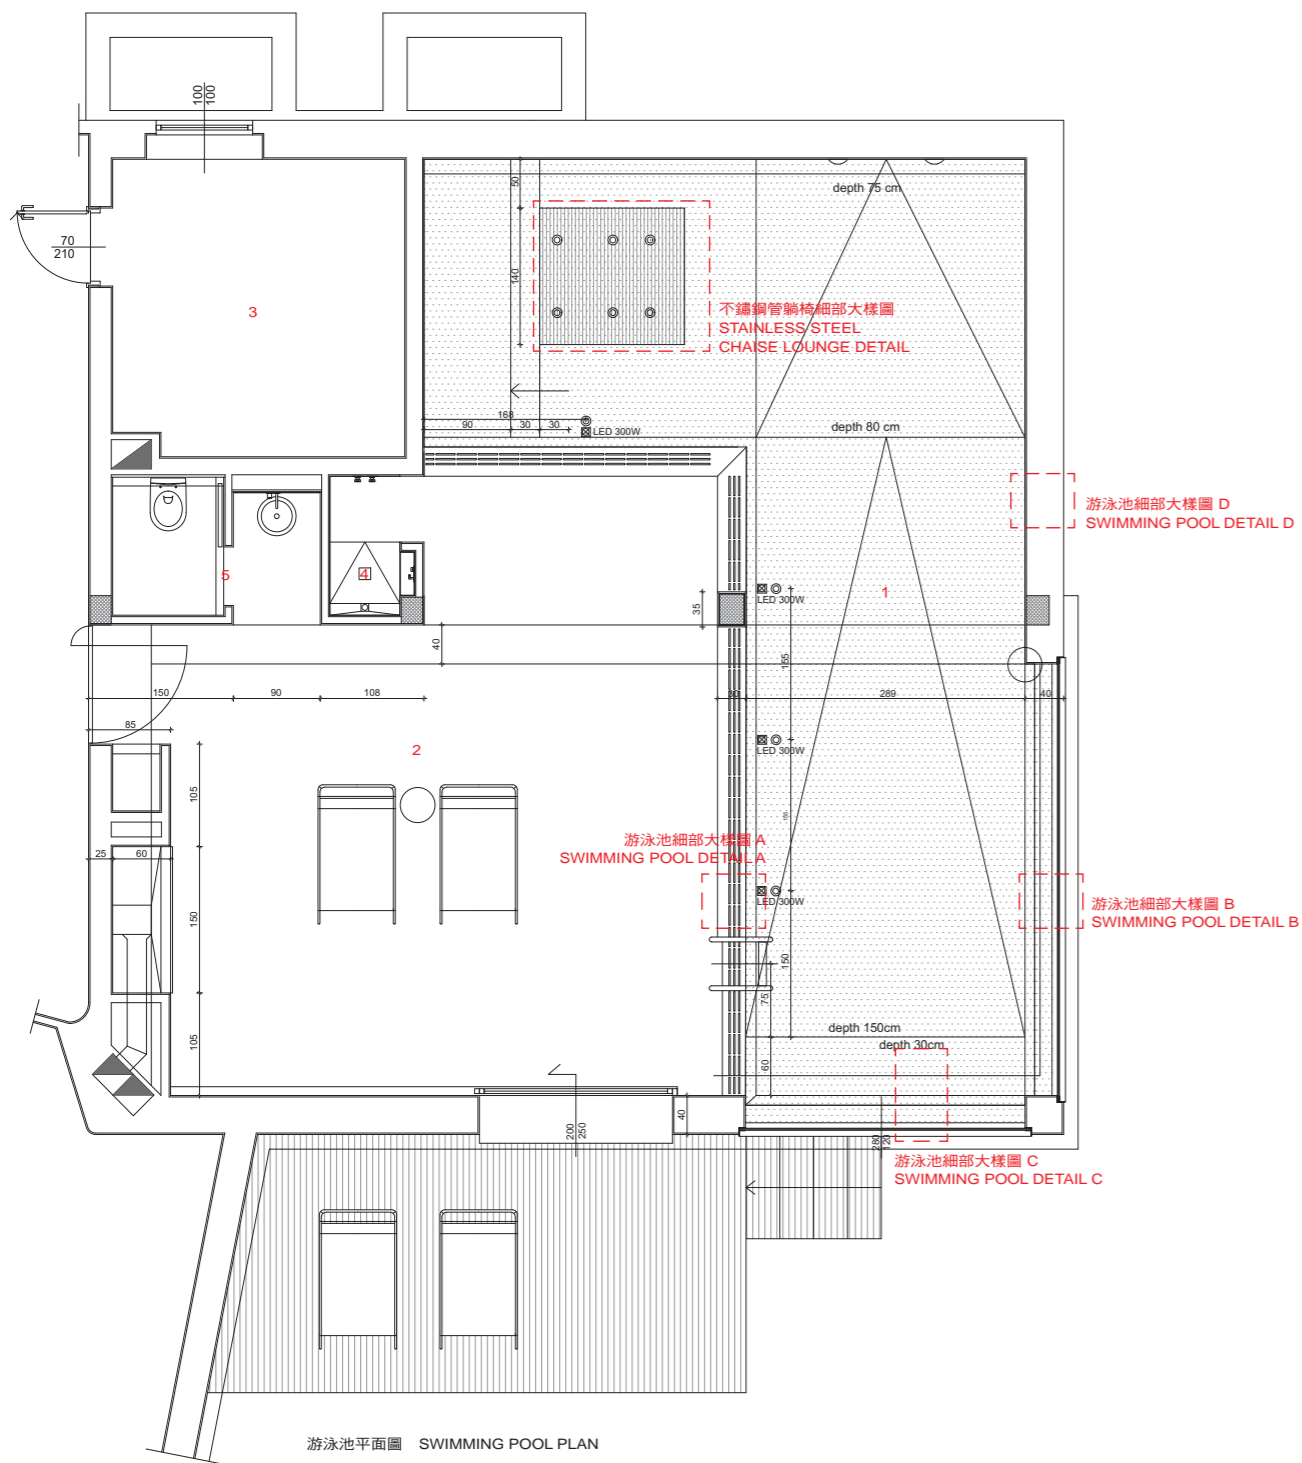 100
100
depth 75 cm
50
70
210
140
3
不鏽鋼管躺椅細部大樣圖
STAINLESS STEEL
CHAISE LOUNGE DETAIL
168
90
30
30
LED 300W
depth 80 cm
游泳池細部大樣圖 D
SWIMMING POOL DETAIL D
5
4
1
LED 300W
35
40
155
150
90
108
30
289
40
85
2
LED 300W
105
155
游泳池細部大樣圖 A
SWIMMING POOL DETAIL A
25
60
LED 300W
游泳池細部大樣圖 B
SWIMMING POOL DETAIL B
150
150
75
depth 150cm
depth 30cm
105
60
40
200
250
280
120
游泳池細部大樣圖 C
SWIMMING POOL DETAIL C
游泳池平面圖 SWIMMING POOL PLAN